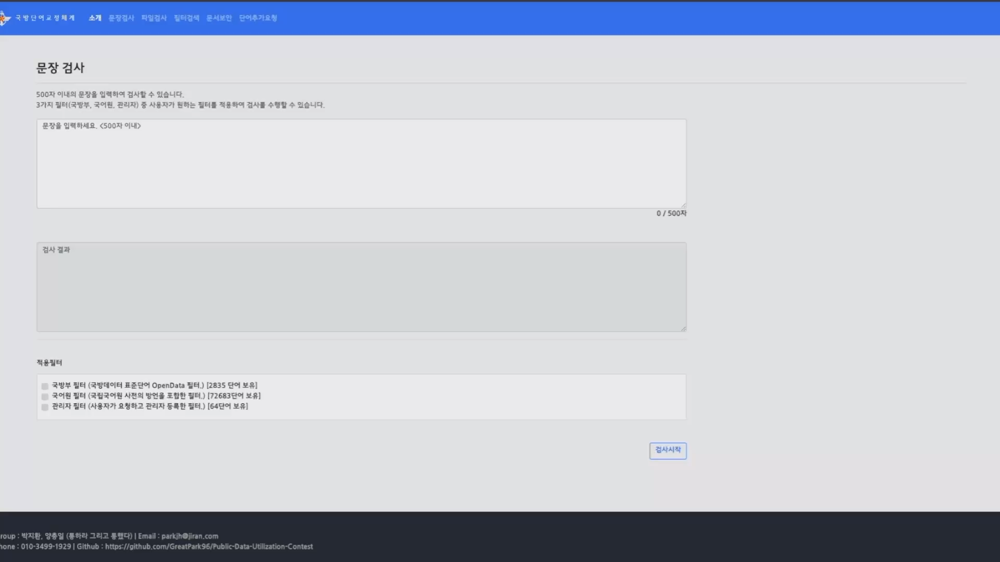 국방단어교정체계 소개 문장검사 파일검사 필터검색 문서보안 단어추가요청
문장 검사
500자 이내의 문장을 입력하여 검사할 수 있습니다.
3가지 필터(국방부, 국어원, 관리자) 중 사용자가 원하는 필터를 적용하여 검사를 수행할 수 있습니다.
문장을 입력하세요. <500자 이내>
0 / 500자
검사 결과
적용필터
국방부 필터 (국방데이터 표준단어 OpenData 필터.) [2835 단어 보유]
국어원 필터 (국립국어원 사전의 방언을 포함한 필터.) [72683단어 보유]
관리자 필터 (사용자가 요청하고 관리자 등록한 필터.) [64단어 보유]
검사시작
roup : 박지환, 양충일 (통하라 그리고 통했다) | Email : parkjh@jiran.com
hone : 010-3499-1929 | Github : https://github.com/GreatPark96/Public-Data-Utilization-Contest